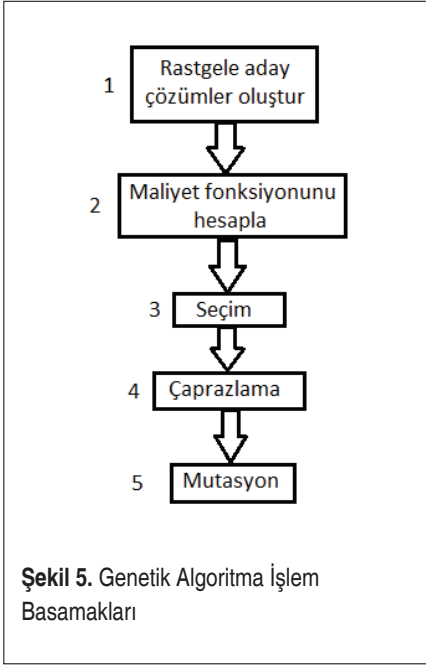 1
Rastgele aday
çözümler oluştur
2
Maliyet fonksiyonunu
hesapla
3
Seçim
4
Çaprazlama
5
Mutasyon
Şekil 5. Genetik Algoritma İşlem
Basamakları